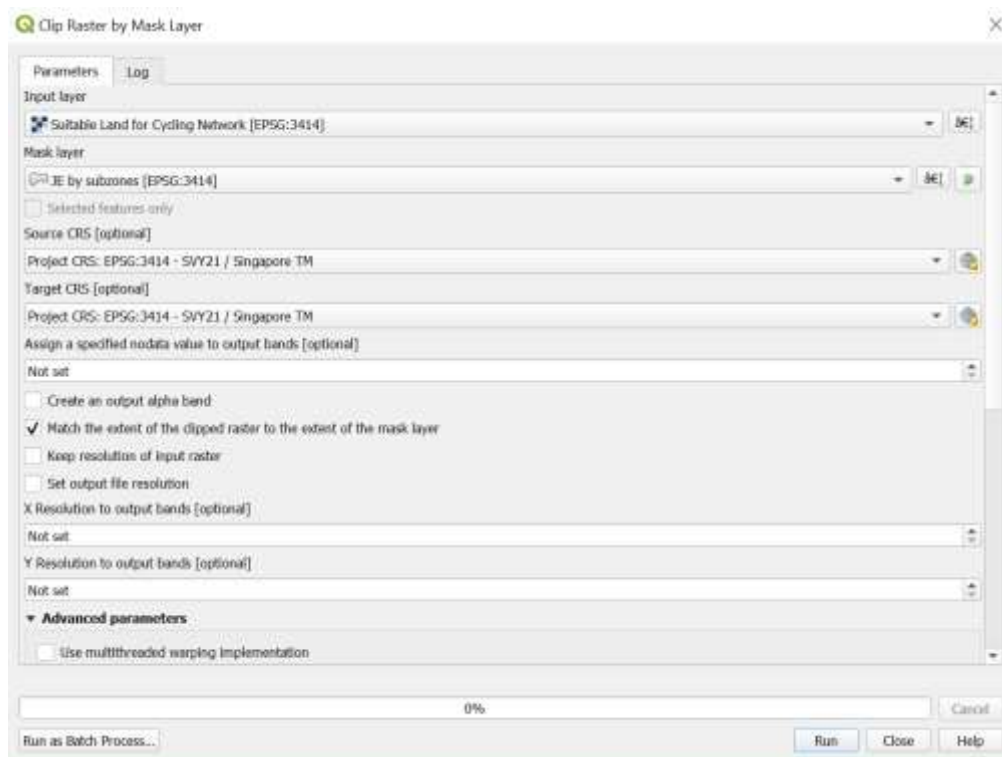 Clip Raster by Mask Layer
Parameters Log
Input layer
Suitable Land for Cycling Network [EPSG:3414]
…
Mask layer
JE by subzones [EPSG:3414]
Selected features only
Source CRS [optional]
Project CRS: EPSG:3414 - SVY21 / Singapore TM
Target CRS [optional]
Project CRS: EPSG:3414 - SVY21 / Singapore TM
Assign a specified nodata value to output bands [optional]
Not set
Create an output alpha band
Match the extent of the clipped raster to the extent of the mask layer
Keep resolution of input raster
Set output file resolution
X Resolution to output bands [optional]
Not set
Y Resolution to output bands [optional]
Not set
Advanced parameters
Use multithreaded warping implementation
0% Cancel
Run as Batch Process... Run Close Help